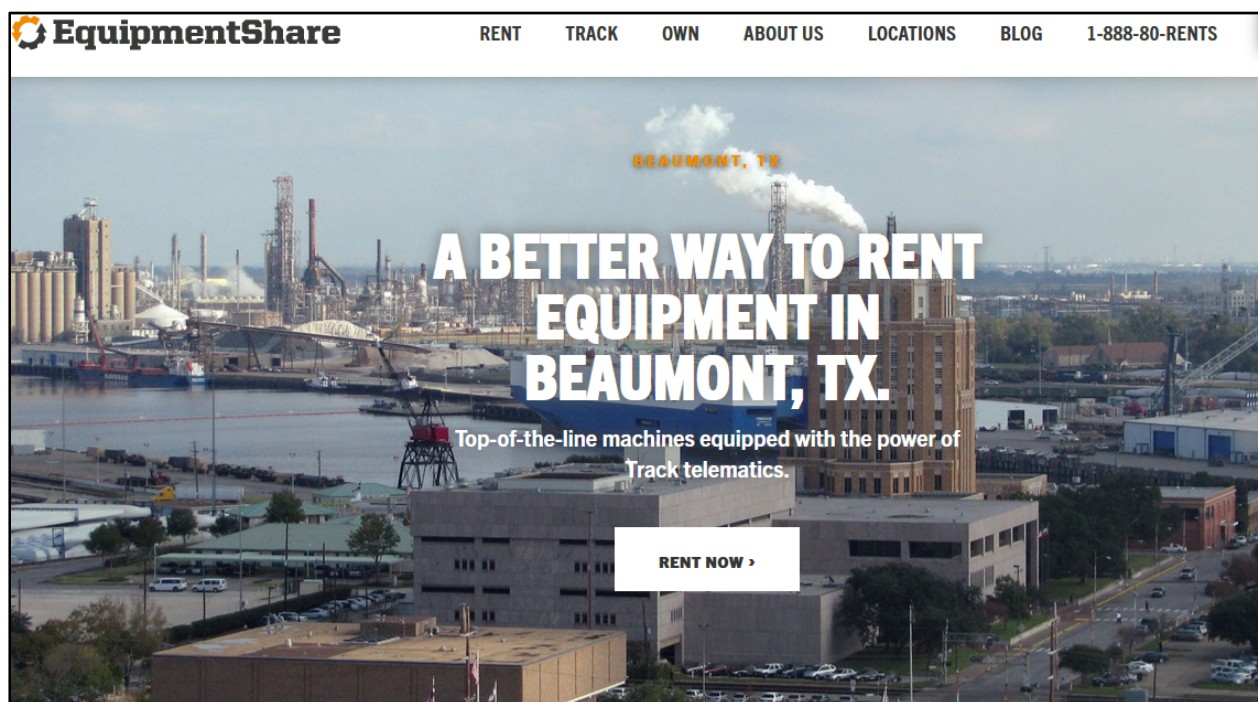 EquipmentShare
RENT TRACK OWN ABOUT US LOCATIONS BLOG 1-888-80-RENTS
BEAUMONT, TX
A BETTER WAY TO RENT
EQUIPMENT IN
BEAUMONT, TX.
Top-of-the-line machines equipped with the power of
Track telematics.
RENT NOW ›